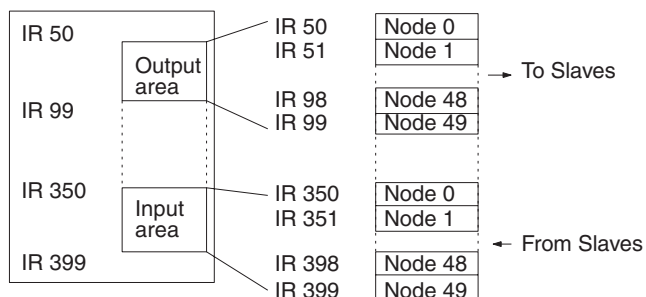 IR 50
Output
area
IR 99
IR 350
Input
area
IR 399
IR 50 Node 0
IR 51 Node 1
To Slaves
IR 98 Node 48
IR 99 Node 49
IR 350 Node 0
IR 351 Node 1
From Slaves
IR 398 Node 48
IR 399 Node 49